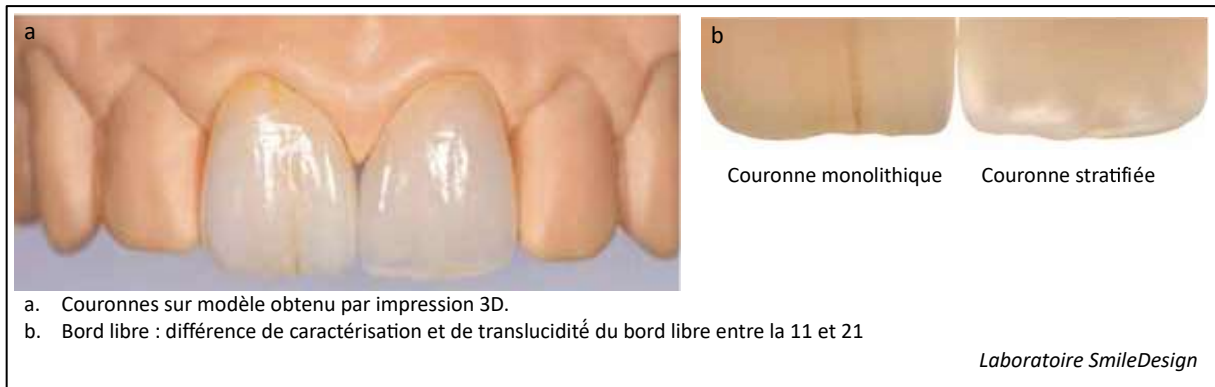 a
b
Couronne monolithique
Couronne stratifiée
a. Couronnes sur modèle obtenu par impression 3D.
b. Bord libre : différence de caractérisation et de translucidité́ du bord libre entre la 11 et 21
Laboratoire SmileDesign